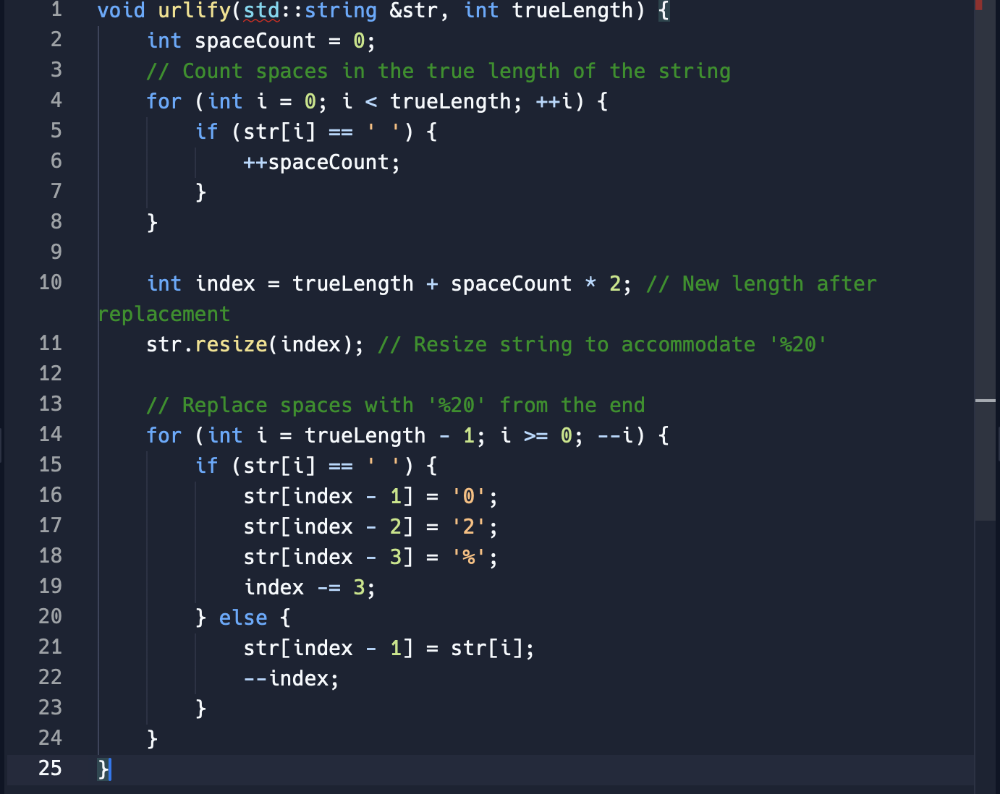 1 void urlify(std::string &str, int trueLength) {
2     int spaceCount = 0;
3     // Count spaces in the true length of the string
4     for (int i = 0; i < trueLength; ++i) {
5         if (str[i] == ' ') {
6             ++spaceCount;
7         }
8     }
9
10     int index = trueLength + spaceCount * 2; // New length after
replacement
11     str.resize(index); // Resize string to accommodate '%20'
12
13     // Replace spaces with '%20' from the end
14     for (int i = trueLength - 1; i >= 0; --i) {
15         if (str[i] == ' ') {
16             str[index - 1] = '0';
17             str[index - 2] = '2';
18             str[index - 3] = '%';
19             index -= 3;
20         } else {
21             str[index - 1] = str[i];
22             --index;
23         }
24     }
25 }